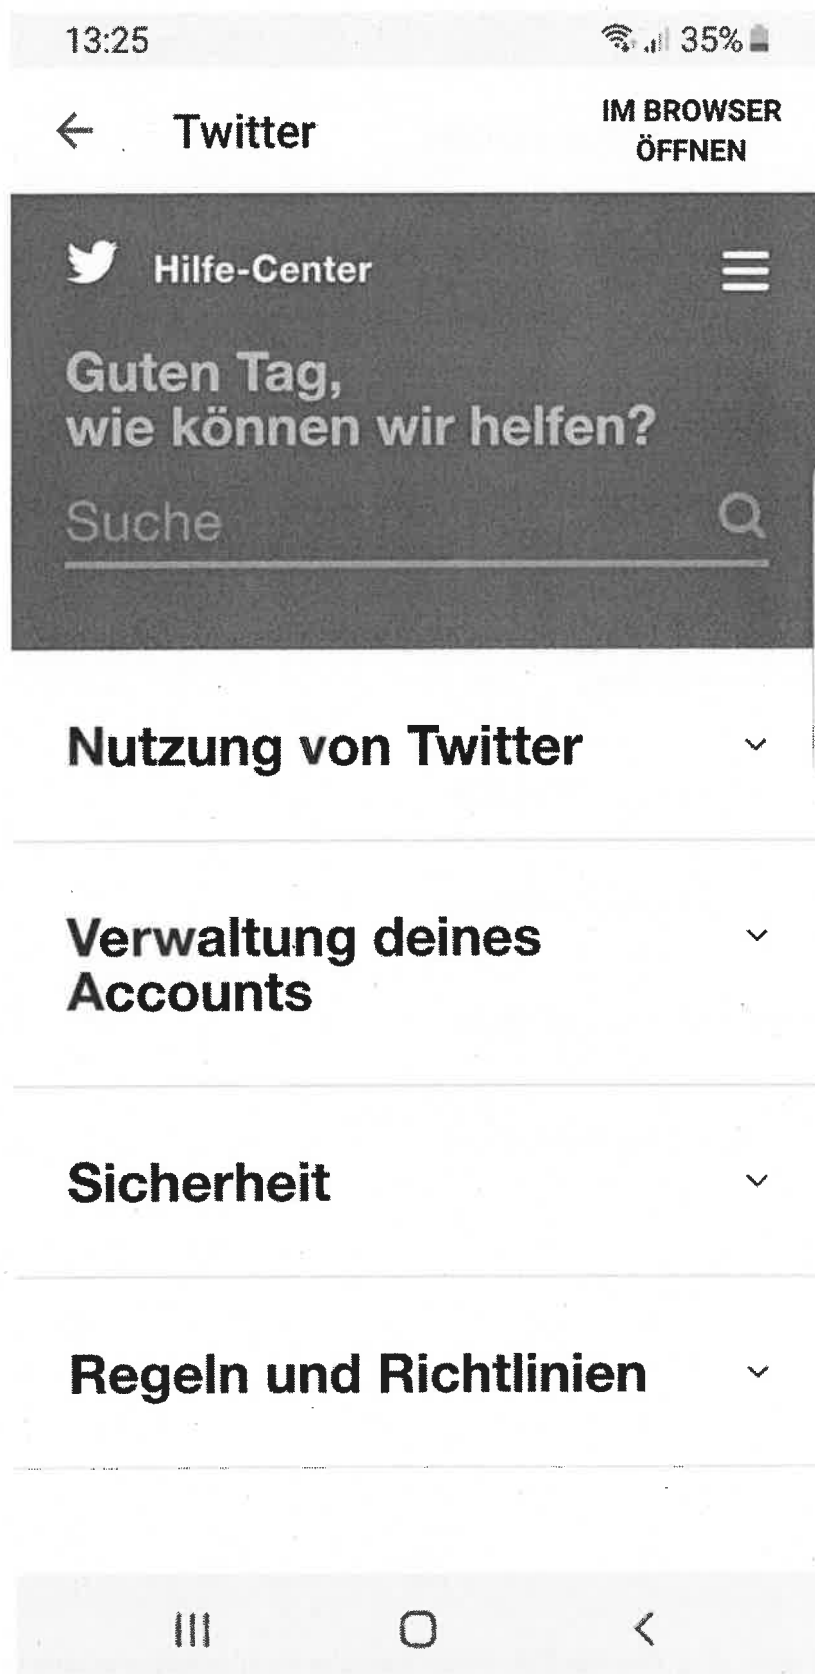 13:25 35%
Twitter
IM BROWSER
ÖFFNEN
Hilfe-Center
Guten Tag,
wie können wir helfen?
Suche
Nutzung von Twitter
Verwaltung deines
Accounts
Sicherheit
Regeln und Richtlinien